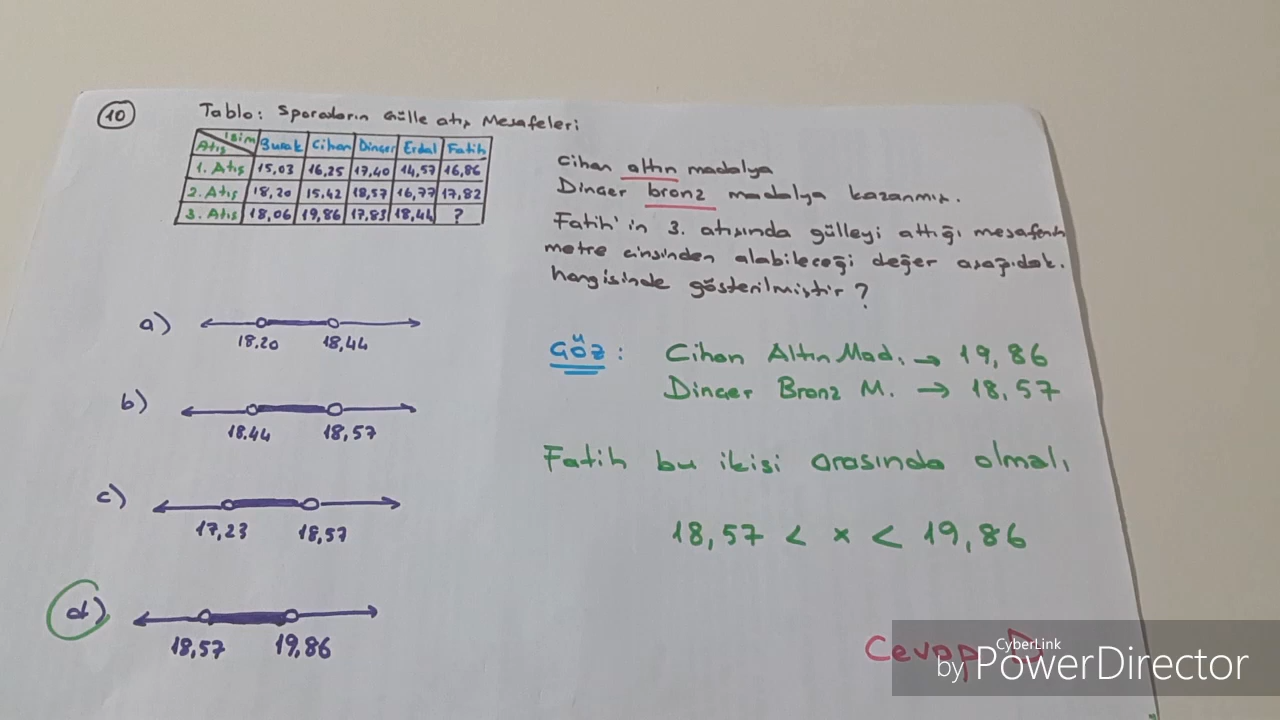 10
Tablo: Sporcuların Gülle atış Mesafeleri
Atış İsim Burak Cihan Dinçer Erdal Fatih
1. Atış 15,03 16,25 17,40 14,57 16,86
2. Atış 18,20 15,42 18,57 16,77 17,82
3. Atış 18,06 19,86 17,83 18,44 ?
Cihan altın madalya
Dinçer bronz madalya kazanmış.
Fatih'in 3. atışında gülleyi attığı mesafenin
metre cinsinden alabileceği değer aşağıdak.
hangisinde gösterilmiştir?
a)
18.20 18,44
b)
18.44 18,57
c)
17,23 18,57
d)
18,57 19,86
ÇÖZ:
Cihan Altın Mad. → 19,86
Dinçer Bronz M. → 18,57
Fatih bu ikisi arasında olmalı
18,57 < x < 19,86
Cevap D
CyberLink
by PowerDirector